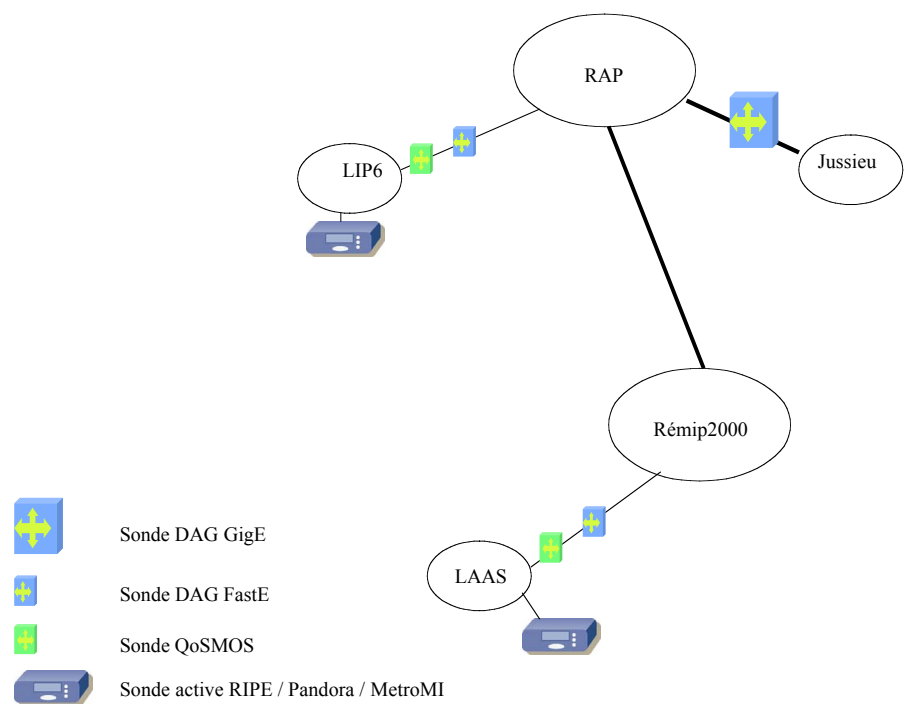 RAP
LIP6
Jussieu
Rémip2000
LAAS
Sonde DAG GigE
Sonde DAG FastE
Sonde QoSMOS
Sonde active RIPE / Pandora / MetroMI